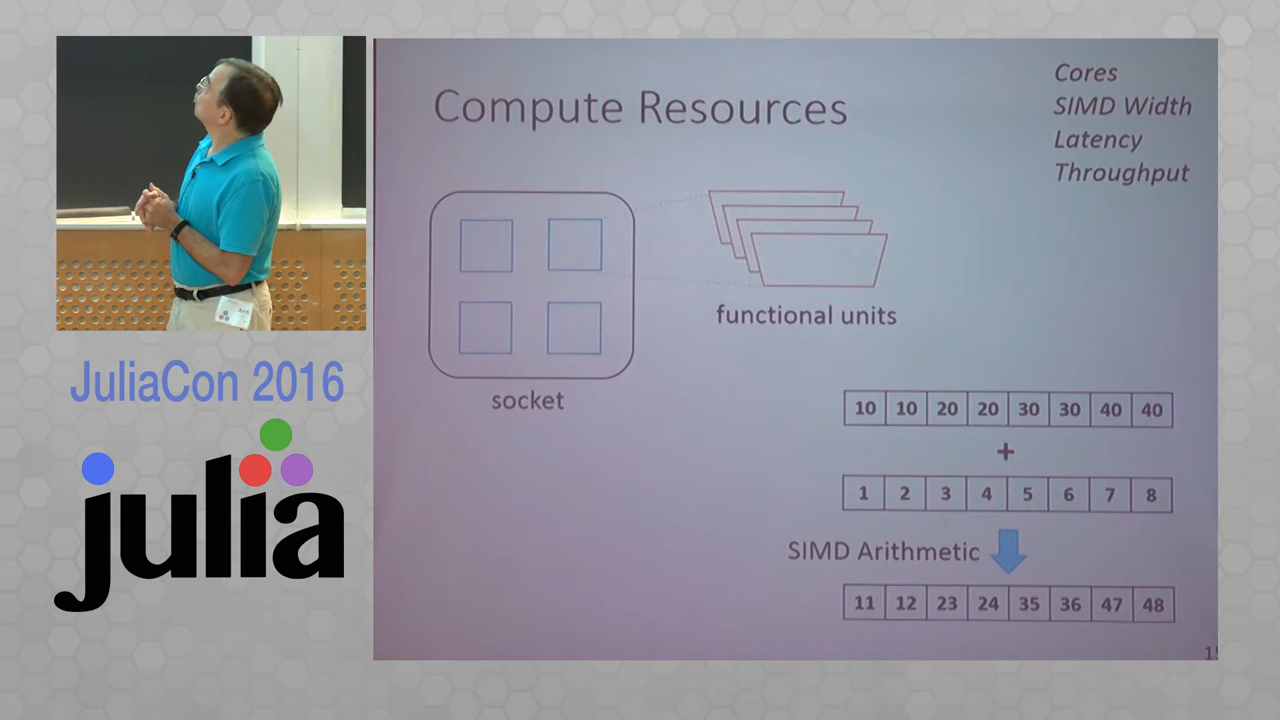 JuliaCon 2016
julia
Compute Resources
Cores
SIMD Width
Latency
Throughput
functional units
socket
10 10 20 20 30 30 40 40
+
1 2 3 4 5 6 7 8
SIMD Arithmetic
11 12 23 24 35 36 47 48